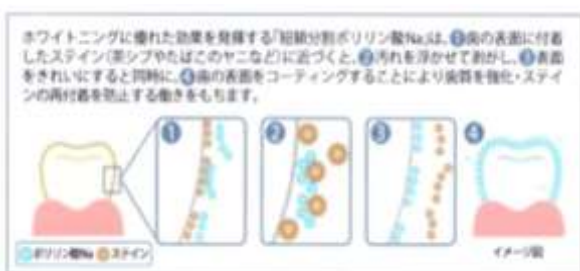 ホワイトニングに優れた効果を発揮する「短鎖分割ポリリン酸Na」は、❶歯の表面に付着
したステイン(茶シブやたばこのヤニなど)に近づくと、❷汚れを浮かせて剥がし、❸表面
をきれいにすると同時に、❹歯の表面をコーティングすることにより歯質を強化・ステイ
ンの再付着を防止する働きをもちます。
❶ ❷ ❸ ❹
ポリリン酸Na ステイン
イメージ図